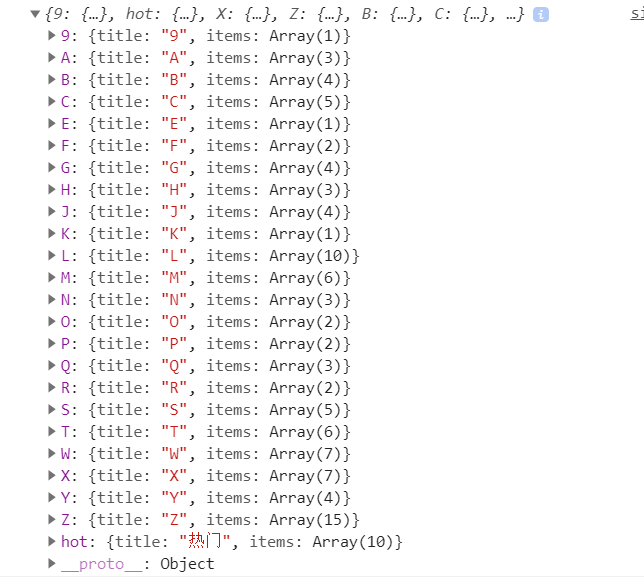 {9: {…}, hot: {…}, X: {…}, Z: {…}, B: {…}, C: {…}, …} i
9: {title: "9", items: Array(1)}
A: {title: "A", items: Array(3)}
B: {title: "B", items: Array(4)}
C: {title: "C", items: Array(5)}
E: {title: "E", items: Array(1)}
F: {title: "F", items: Array(2)}
G: {title: "G", items: Array(4)}
H: {title: "H", items: Array(3)}
J: {title: "J", items: Array(4)}
K: {title: "K", items: Array(1)}
L: {title: "L", items: Array(10)}
M: {title: "M", items: Array(6)}
N: {title: "N", items: Array(3)}
O: {title: "O", items: Array(2)}
P: {title: "P", items: Array(2)}
Q: {title: "Q", items: Array(3)}
R: {title: "R", items: Array(2)}
S: {title: "S", items: Array(5)}
T: {title: "T", items: Array(6)}
W: {title: "W", items: Array(7)}
X: {title: "X", items: Array(7)}
Y: {title: "Y", items: Array(4)}
Z: {title: "Z", items: Array(15)}
hot: {title: "热门", items: Array(10)}
__proto__: Object